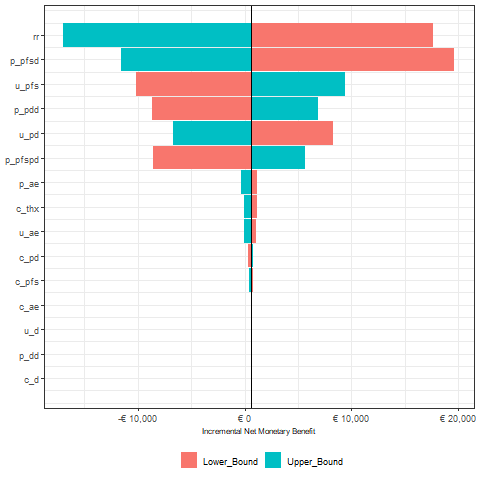 rr
p_pfsd
u_pfs
p_pdd
u_pd
p_pfspd
p_ae
c_thx
u_ae
c_pd
c_pfs
c_ae
u_d
p_dd
c_d
-€ 10,000 € 0 € 10,000 € 20,000
Incremental Net Monetary Benefit
Lower_Bound Upper_Bound